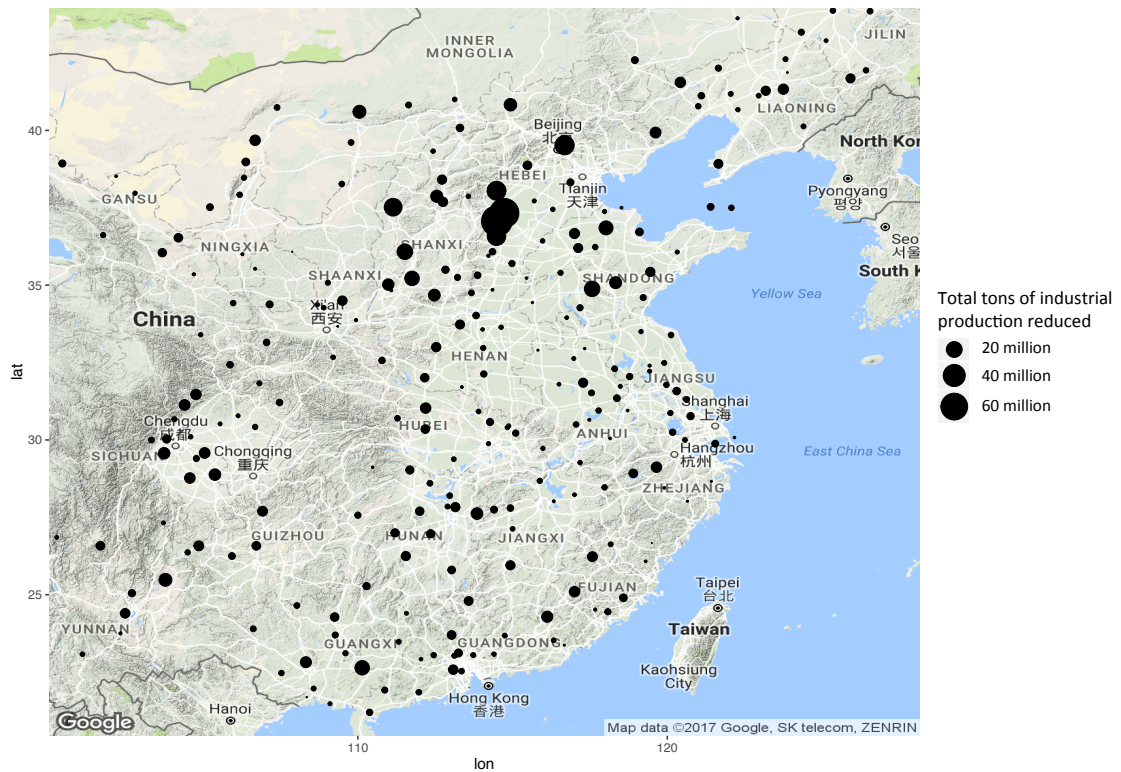 INNER
MONGOLIA
JILIN
LIAONING
40
Beijing
北京
North Kor
HEBEI
Tianjin
天津
GANSU
Pyongyang
평양
NINGXIA
SHANXI
Seo
서울
SHAANXI
SHANDONG
South K
35
Yellow Sea
Xi'an
西安
China
Total tons of industrial
production reduced
20 million
40 million
60 million
HENAN
lat
JIANGSU
Shanghai
上海
Chengdu
成都
HUBEI
ANHUI
30
SICHUAN
Chongqing
重庆
Hangzhou
杭州
East China Sea
ZHEJIANG
GUIZHOU
HUNAN
JIANGXI
FUJIAN
Taipei
台北
25
YUNNAN
Taiwan
GUANGXI
GUANGDONG
Kaohsiung
City
Hong Kong
香港
Hanoi
Google
Map data ©2017 Google, SK telecom, ZENRIN
110
120
lon